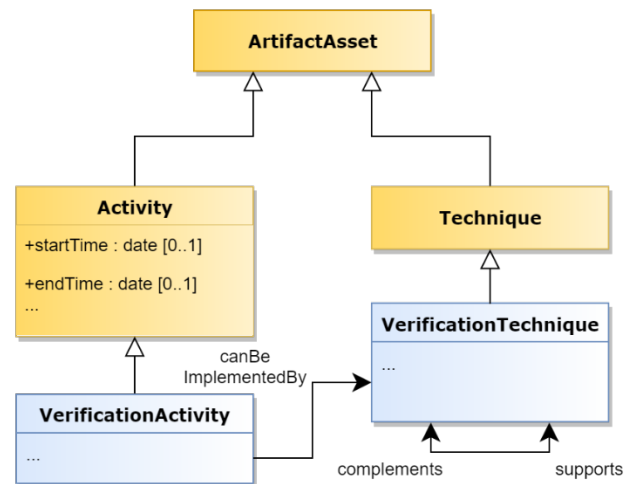 ArtifactAsset
Activity
+startTime : date [0..1]
+endTime : date [0..1]
...
Technique
VerificationTechnique
...
canBe
ImplementedBy
VerificationActivity
...
complements
supports